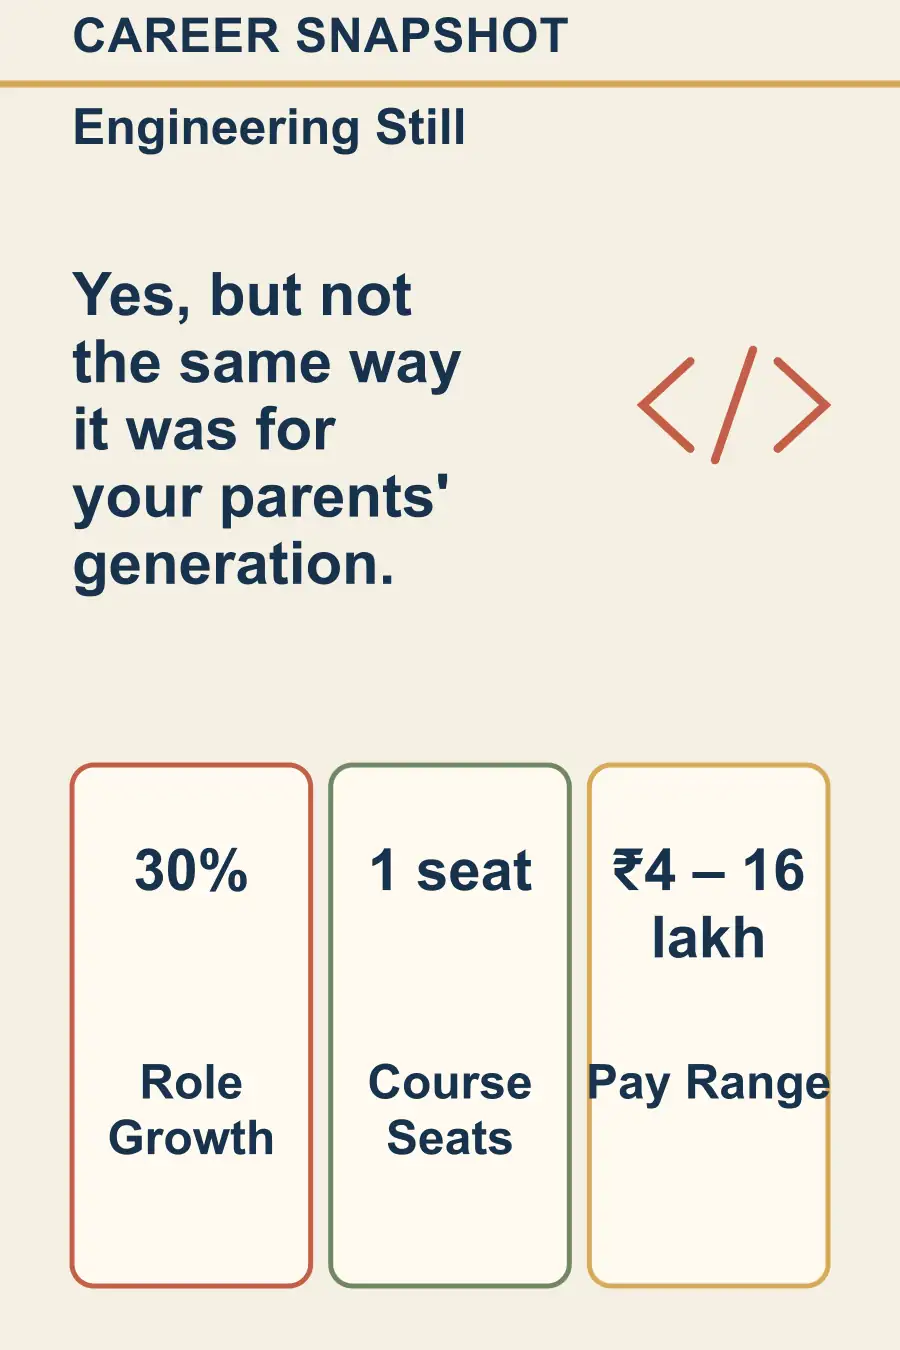 CAREER SNAPSHOT
Engineering Still
Yes, but not
the same way
it was for
your parents'
generation.
30%
Role
Growth
1 seat
Course
Seats
₹4 – 16
lakh
Pay Range